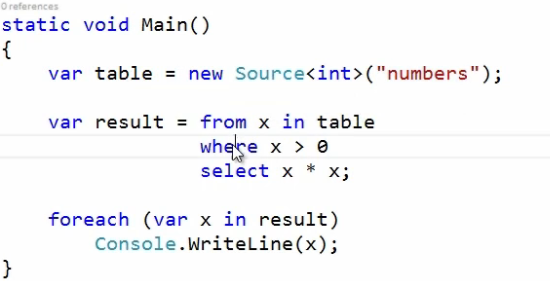 0 references
static void Main()
{
var table = new Source<int>("numbers");
var result = from x in table
where x > 0
select x * x;
foreach (var x in result)
Console.WriteLine(x);
}